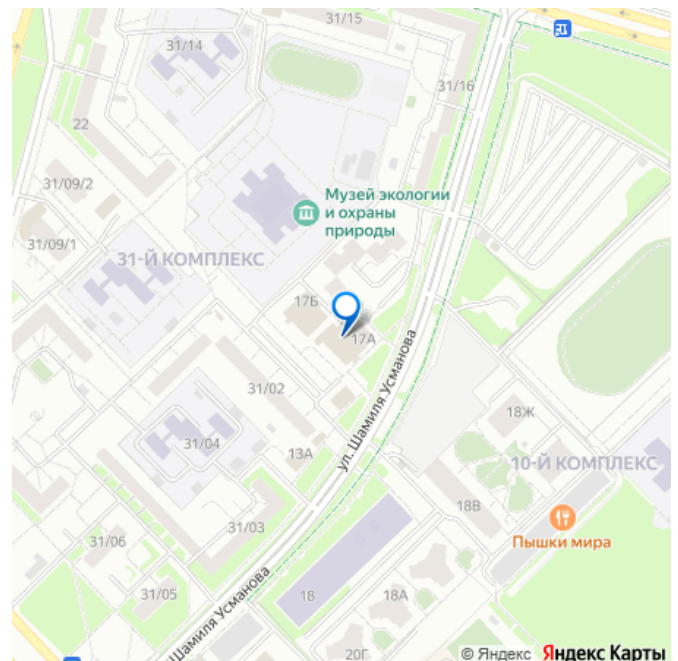 31/15
31/14
31/16
22
31/09/2
Музей экологии
и охраны
природы
31/09/1
31-Й КОМПЛЕКС
17Б
17А
31/02
ул. Шамиля Усманова
18Ж
31/04
13А
10-Й КОМПЛЕКС
18В
31/03
Пышки мира
31/06
31/05
18
18А
Шамиля Усманова
20Г
© Яндекс Яндекс Карты